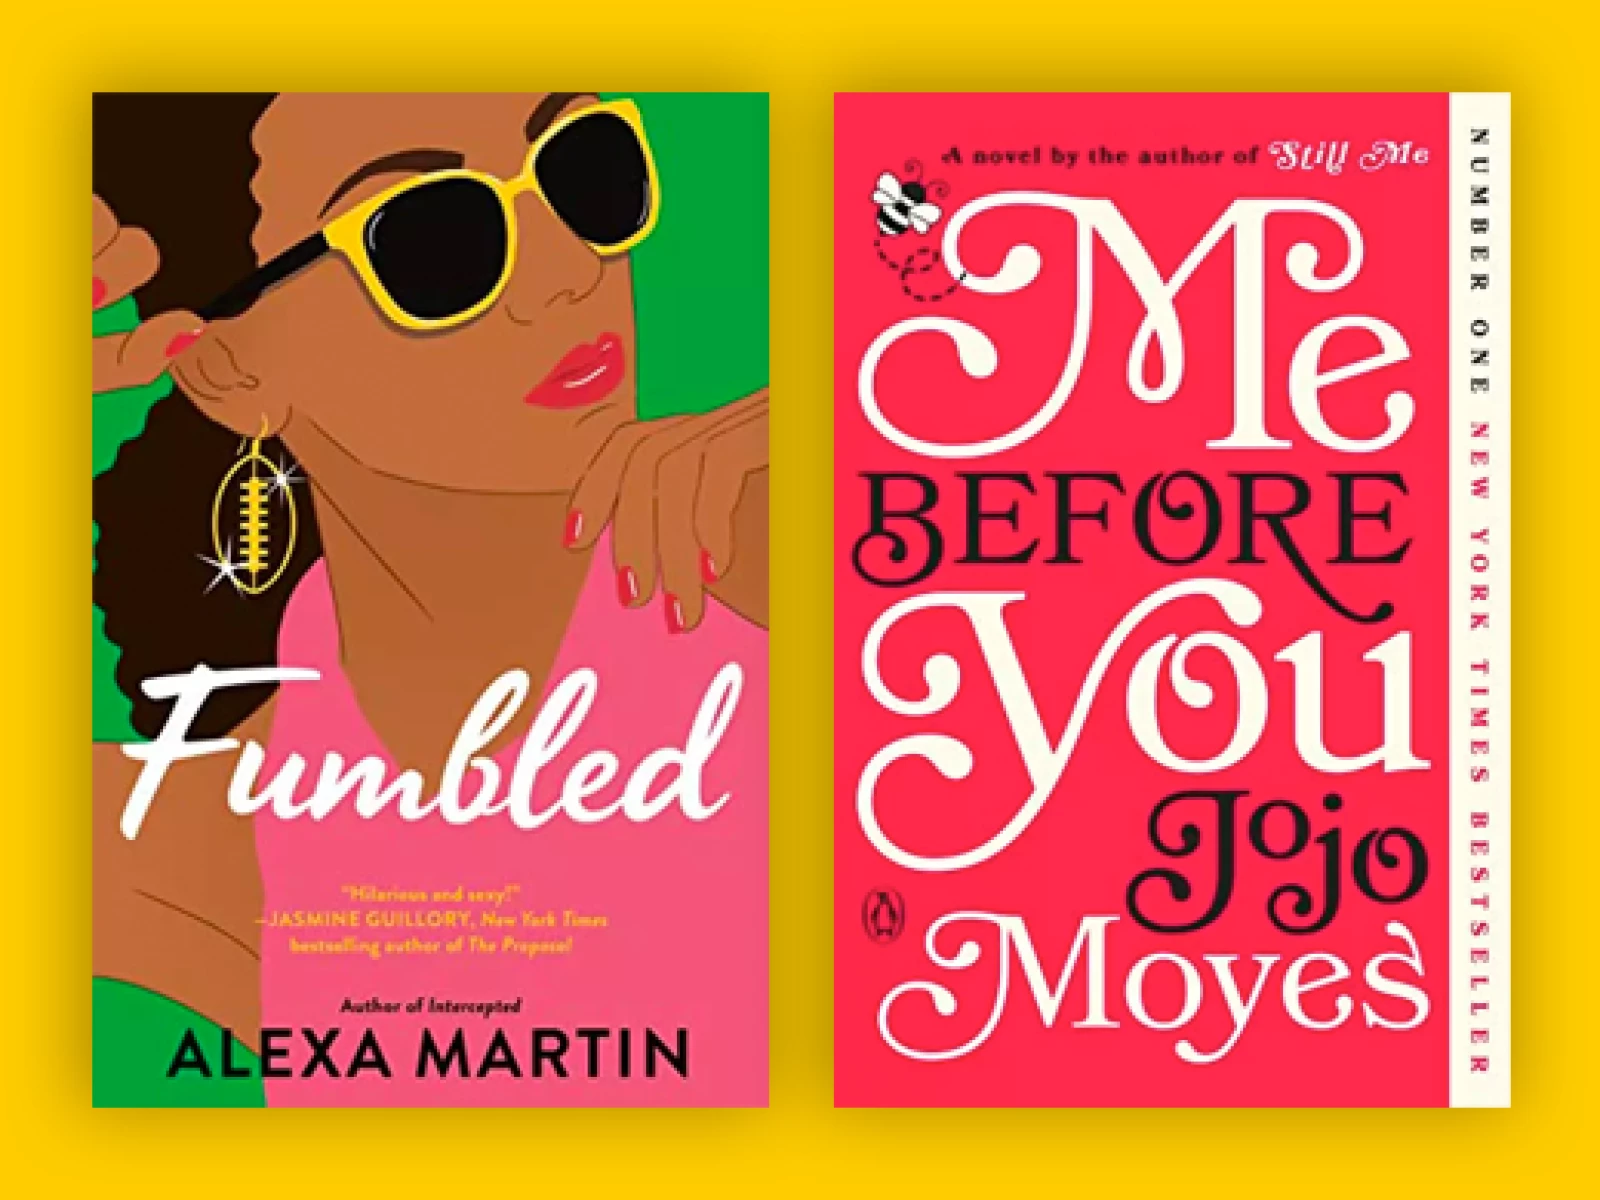 Fumbled
"Hilarious and sexy!"
—JASMINE GUILLORY, New York Times
bestselling author of The Proposal
Author of Intercepted
ALEXA MARTIN
A novel by the author of Still Me
Me
BEFORE
You
Jojo
Moyes
NUMBER ONE NEW YORK TIMES BESTSELLER